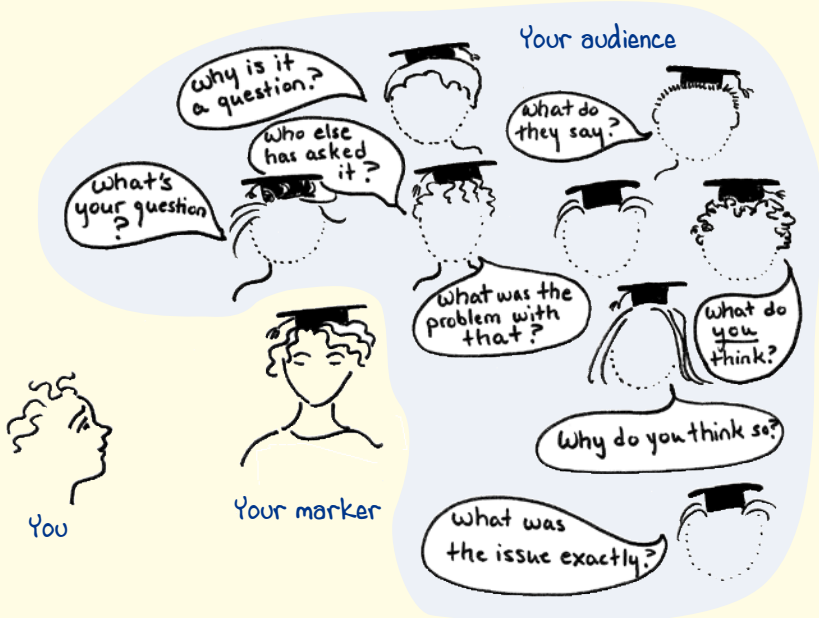 Your audience
why is it
a question?
What do
they say?
Who else
has asked
it?
What's
your question
?
What was the
problem with
that?
What do
you
think?
Why do you think so?
Your marker
You
What was
the issue exactly?